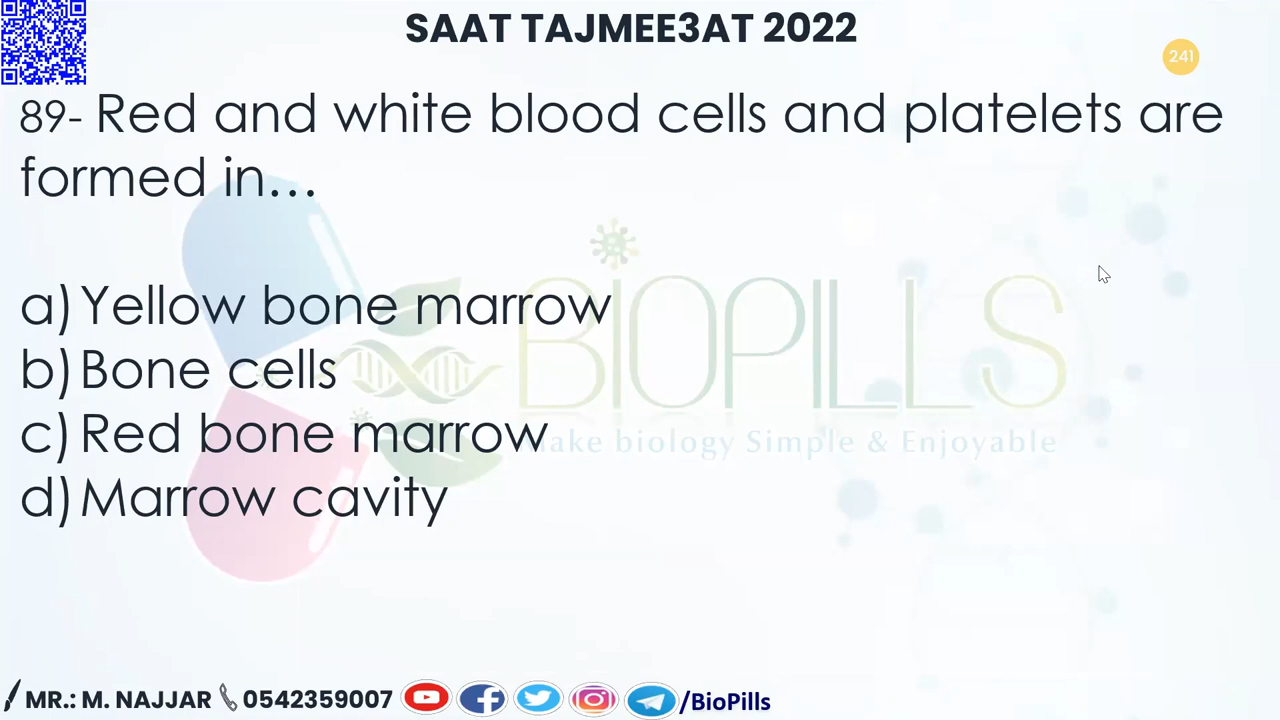 SAAT TAJMEE3AT 2022
241
89- Red and white blood cells and platelets are
formed in…
a) Yellow bone marrow
b) Bone cells
c) Red bone marrow
d) Marrow cavity
BIOPILLS
Make biology Simple & Enjoyable
MR.: M. NAJJAR 0542359007 /BioPills